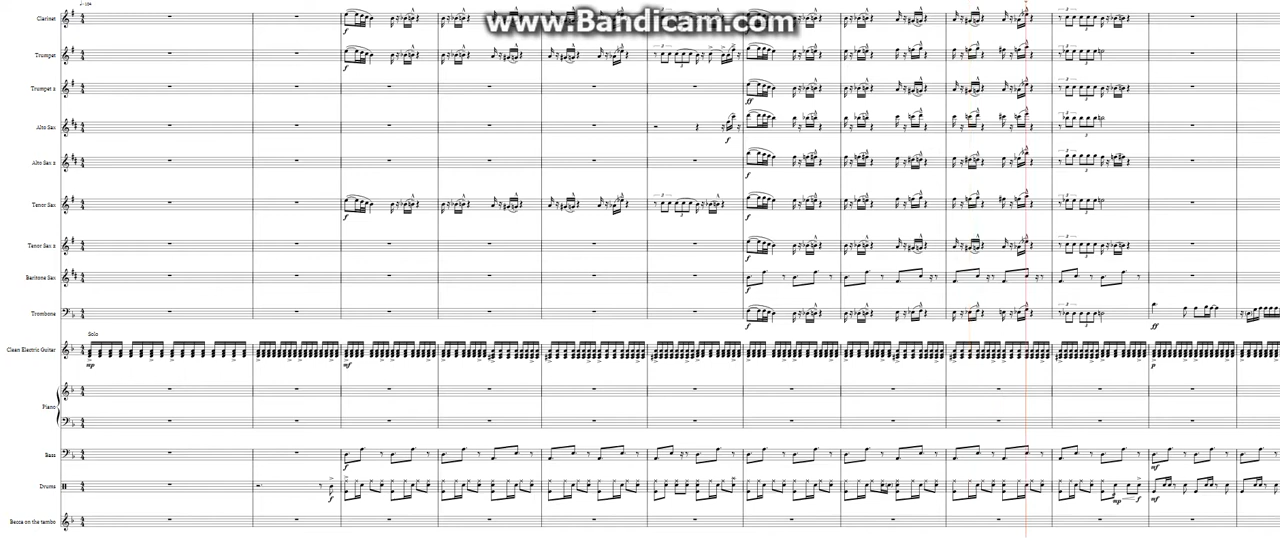 www.Bandicam.com
Clarinet
Trumpet
Trumpet 2
Alto Sax
Alto Sax 2
Tenor Sax
Tenor Sax 2
Baritone Sax
Trombone
Solo
Clean Electric Guitar
Piano
Bass
Drums
Becca on the tambo